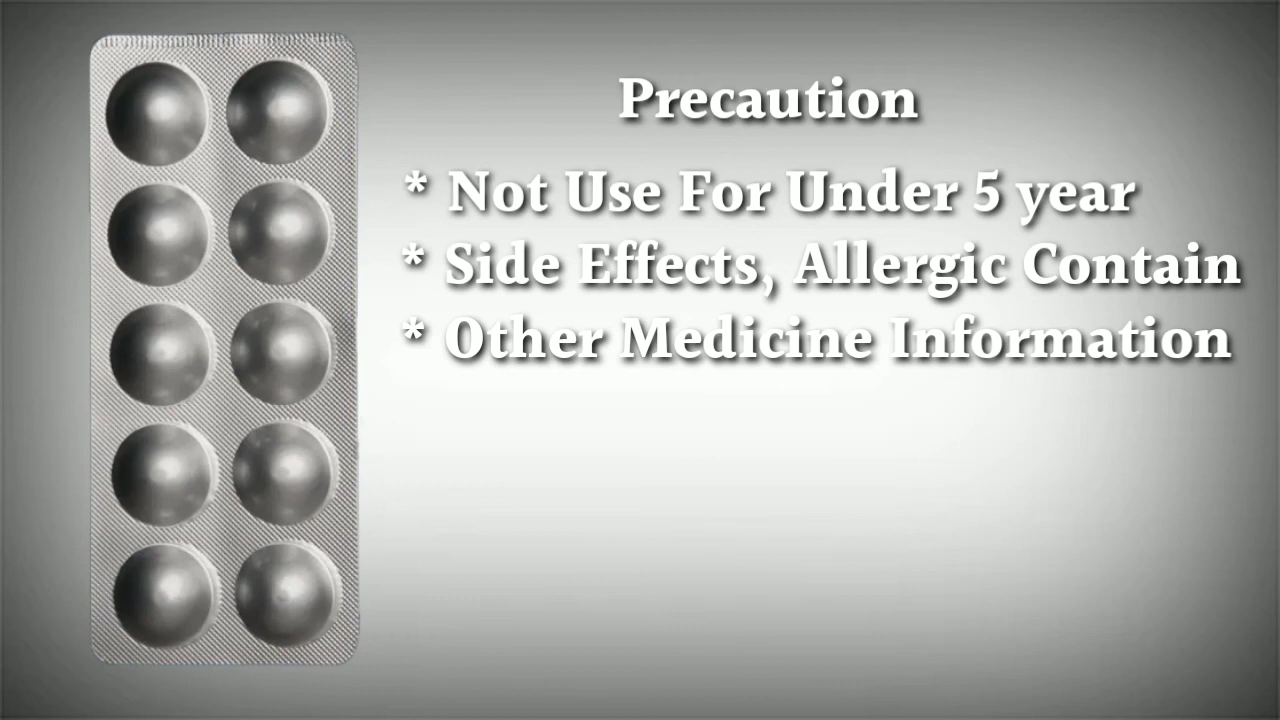 Precaution
* Not Use For Under 5 year
* Side Effects, Allergic Contain
* Other Medicine Information